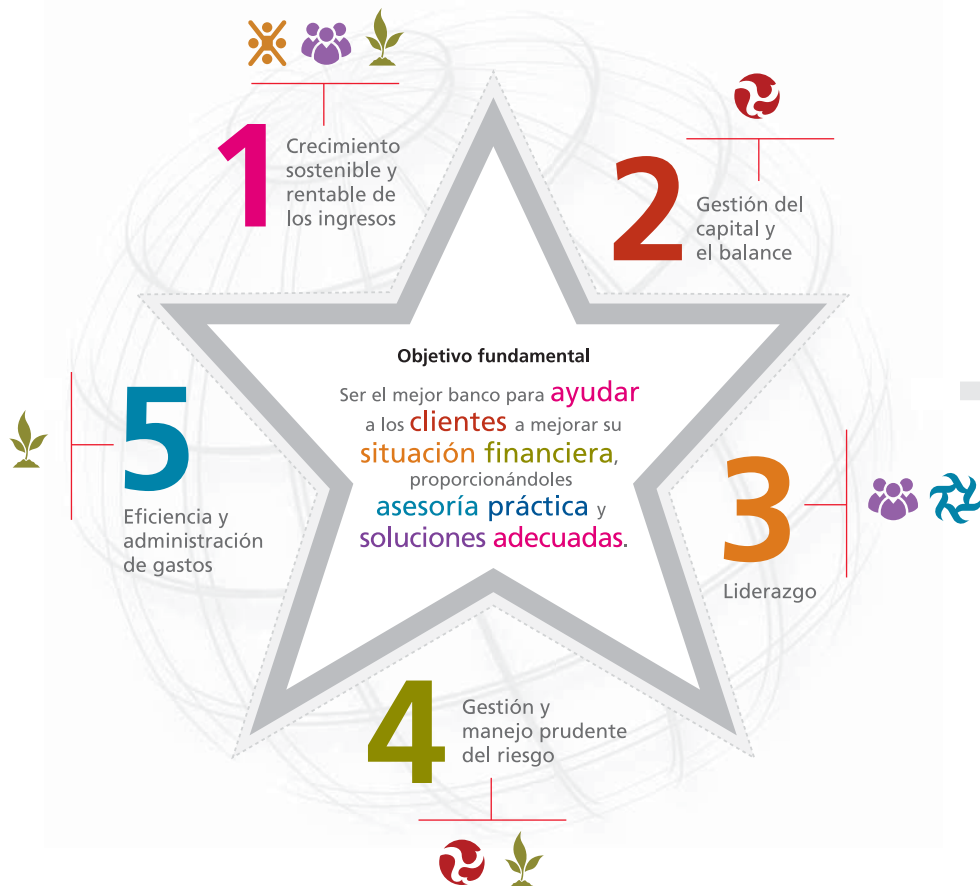 1
Crecimiento
sostenible y
rentable de
los ingresos
2
Gestión del
capital y
el balance
Objetivo fundamental
Ser el mejor banco para ayudar
a los clientes a mejorar su
situación financiera,
proporcionándoles
asesoría práctica y
soluciones adecuadas.
3
Liderazgo
4
Gestión y
manejo prudente
del riesgo
5
Eficiencia y
administración
de gastos